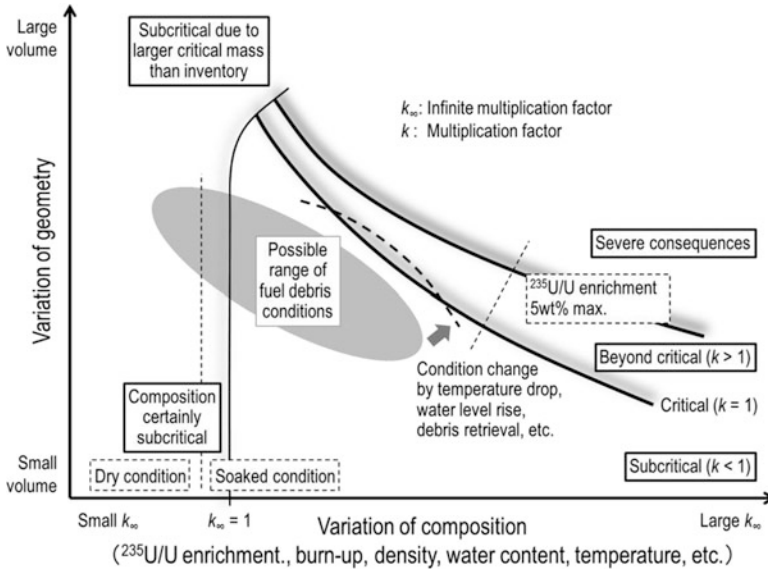 Large
volume
Subcritical due to
larger critical mass
than inventory
k∞: Infinite multiplication factor
k : Multiplication factor
Variation of geometry
Possible
range of
fuel debris
conditions
Severe consequences
²³⁵U/U enrichment
5wt% max.
Beyond critical (k > 1)
Condition change
by temperature drop,
water level rise,
debris retrieval, etc.
Critical (k = 1)
Composition
certainly
subcritical
Small
volume
Dry condition
Soaked condition
Subcritical (k < 1)
Small k∞
k∞ = 1
Variation of composition
Large k∞
(²³⁵U/U enrichment., burn-up, density, water content, temperature, etc.)